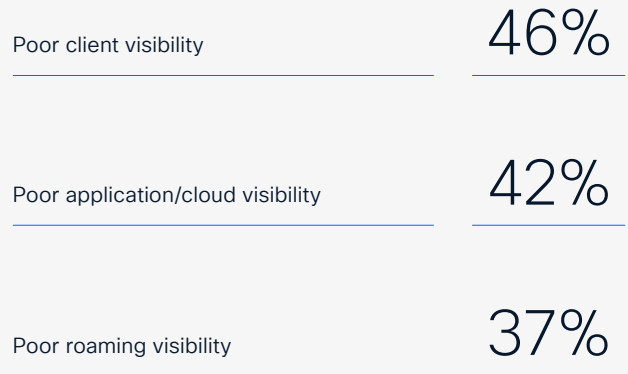 Poor client visibility 46%
Poor application/cloud visibility 42%
Poor roaming visibility 37%